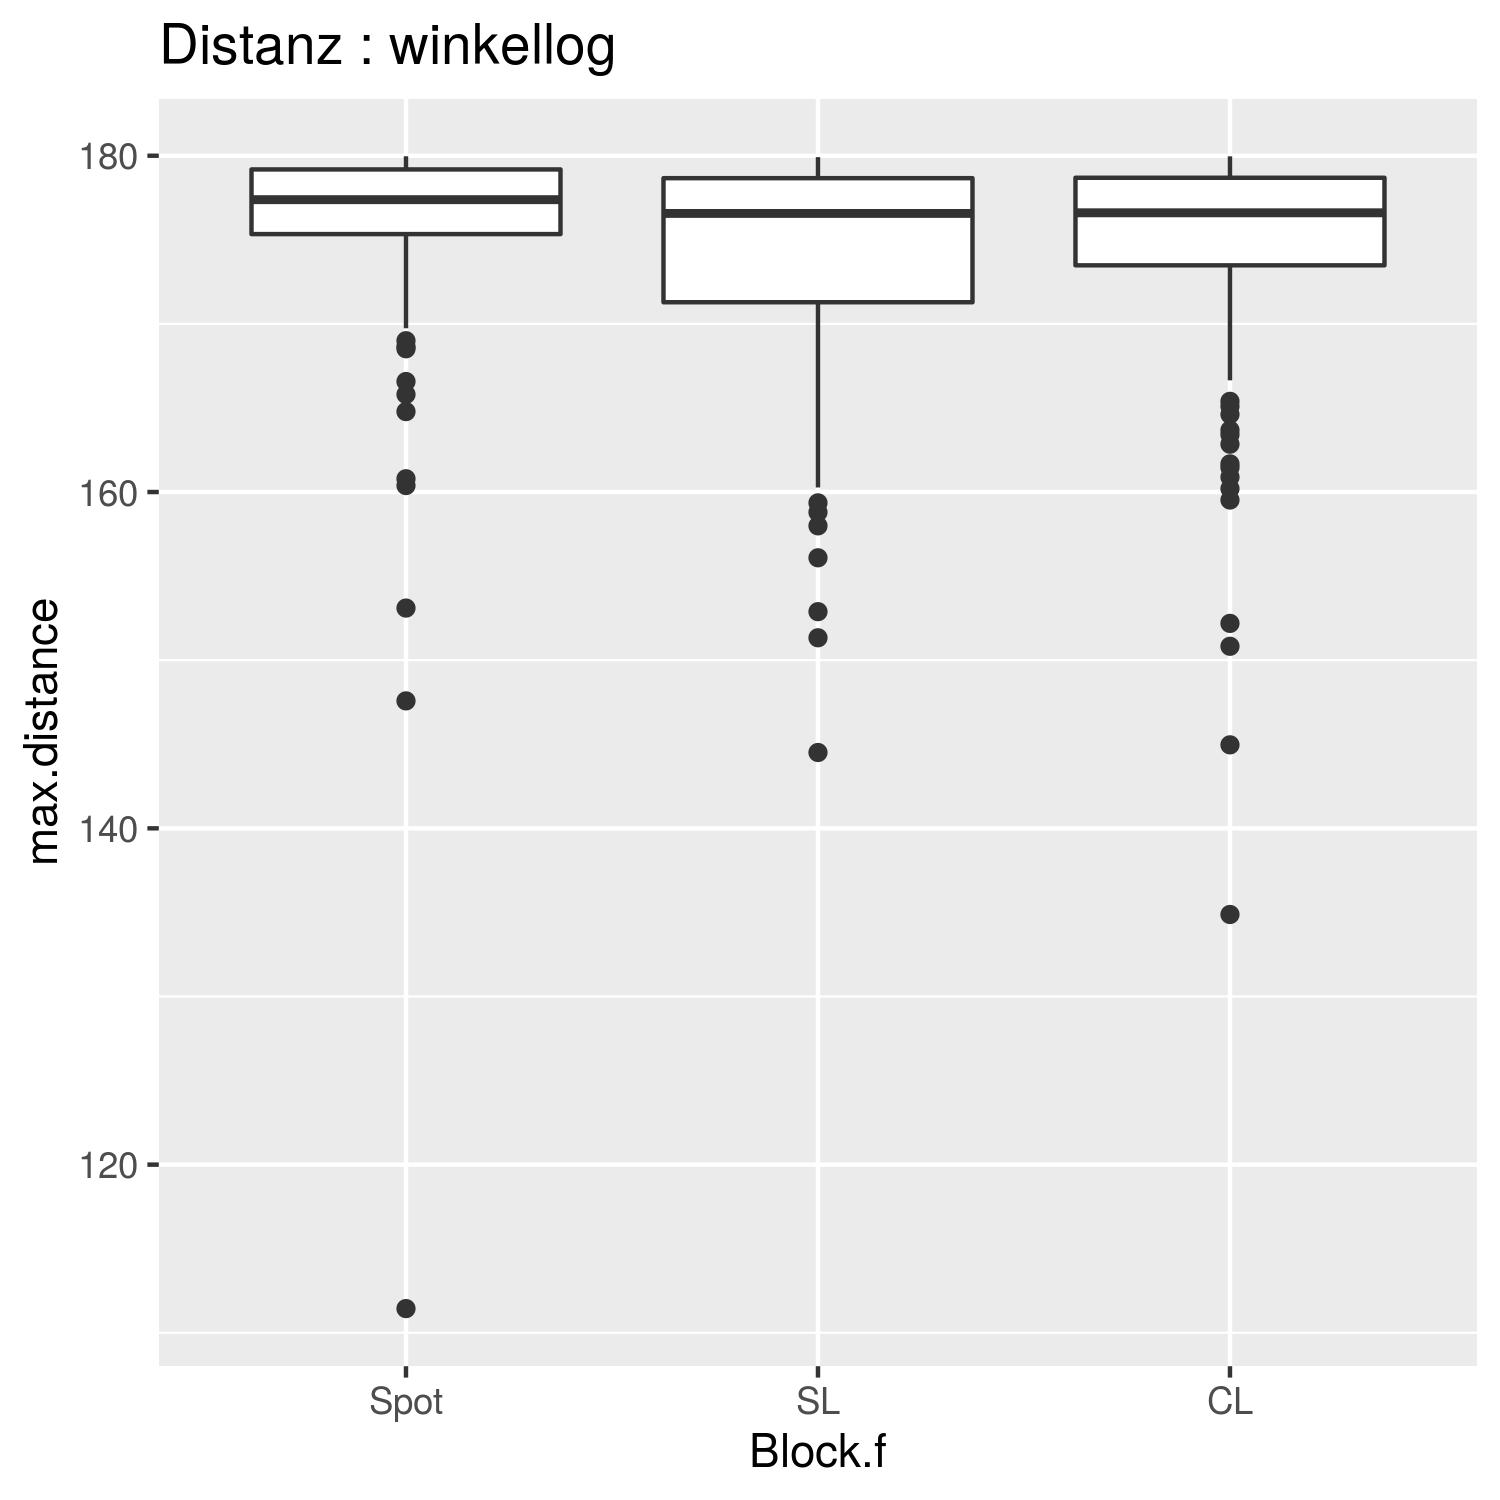 Distanz : winkellog
max.distance
180
160
140
120
Spot SL CL
Block.f